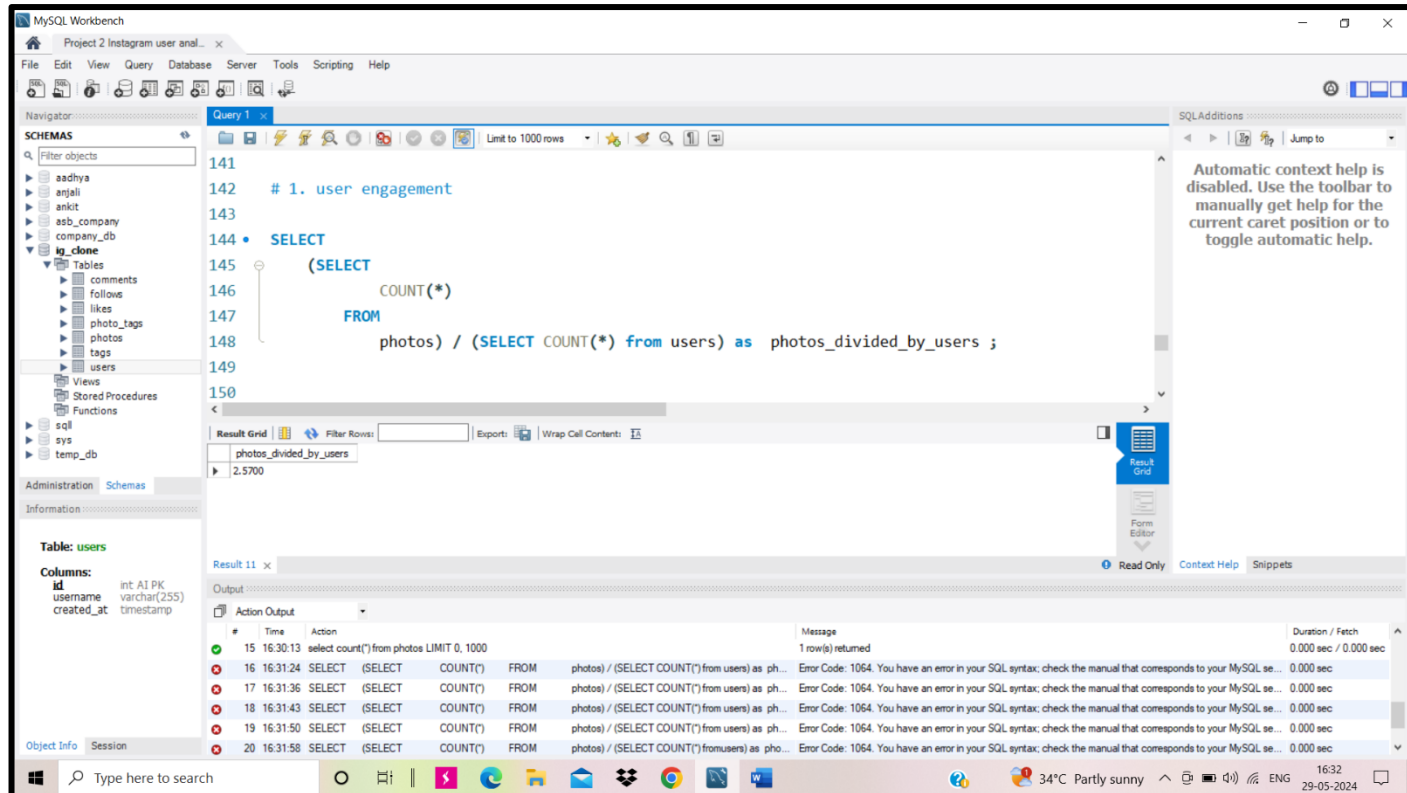 MySQL Workbench
Project 2 Instagram user anal... ×
File Edit View Query Database Server Tools Scripting Help
Navigator
SCHEMAS
Filter objects
aadhya
anjali
ankit
asb_company
company_db
ig_clone
Tables
comments
follows
likes
photo_tags
photos
tags
users
Views
Stored Procedures
Functions
sqll
sys
temp_db
Administration Schemas
Information
Table: users
Columns:
id int AI PK
username varchar(255)
created_at timestamp
Object Info Session
Query 1 ×
Limit to 1000 rows
141
142 # 1. user engagement
143
144 SELECT
145 (SELECT
146 COUNT(*)
147 FROM
148 photos) / (SELECT COUNT(*) from users) as photos_divided_by_users ;
149
150
Result Grid Filter Rows: Export: Wrap Cell Content:
photos_divided_by_users
2.5700
Result Grid
Form Editor
Result 11 × Read Only
SQLAdditions
Jump to
Automatic context help is
disabled. Use the toolbar to
manually get help for the
current caret position or to
toggle automatic help.
Context Help Snippets
Output
Action Output
# Time Action Message Duration / Fetch
15 16:30:13 select count(*) from photos LIMIT 0, 1000 1 row(s) returned 0.000 sec / 0.000 sec
16 16:31:24 SELECT (SELECT COUNT(*) FROM photos) / (SELECT COUNT(*) from users) as ph... Error Code: 1064. You have an error in your SQL syntax; check the manual that corresponds to your MySQL se... 0.000 sec
17 16:31:36 SELECT (SELECT COUNT(*) FROM photos) / (SELECT COUNT(*) from users) as ph... Error Code: 1064. You have an error in your SQL syntax; check the manual that corresponds to your MySQL se... 0.000 sec
18 16:31:43 SELECT (SELECT COUNT(*) FROM photos) / (SELECT COUNT(*) from users) as ph... Error Code: 1064. You have an error in your SQL syntax; check the manual that corresponds to your MySQL se... 0.000 sec
19 16:31:50 SELECT (SELECT COUNT(*) FROM photos) / (SELECT COUNT(*) from users) as ph... Error Code: 1064. You have an error in your SQL syntax; check the manual that corresponds to your MySQL se... 0.000 sec
20 16:31:58 SELECT (SELECT COUNT(*) FROM photos) / (SELECT COUNT(*) fromusers) as pho... Error Code: 1064. You have an error in your SQL syntax; check the manual that corresponds to your MySQL se... 0.000 sec
Type here to search
34°C Partly sunny ENG 16:32
29-05-2024